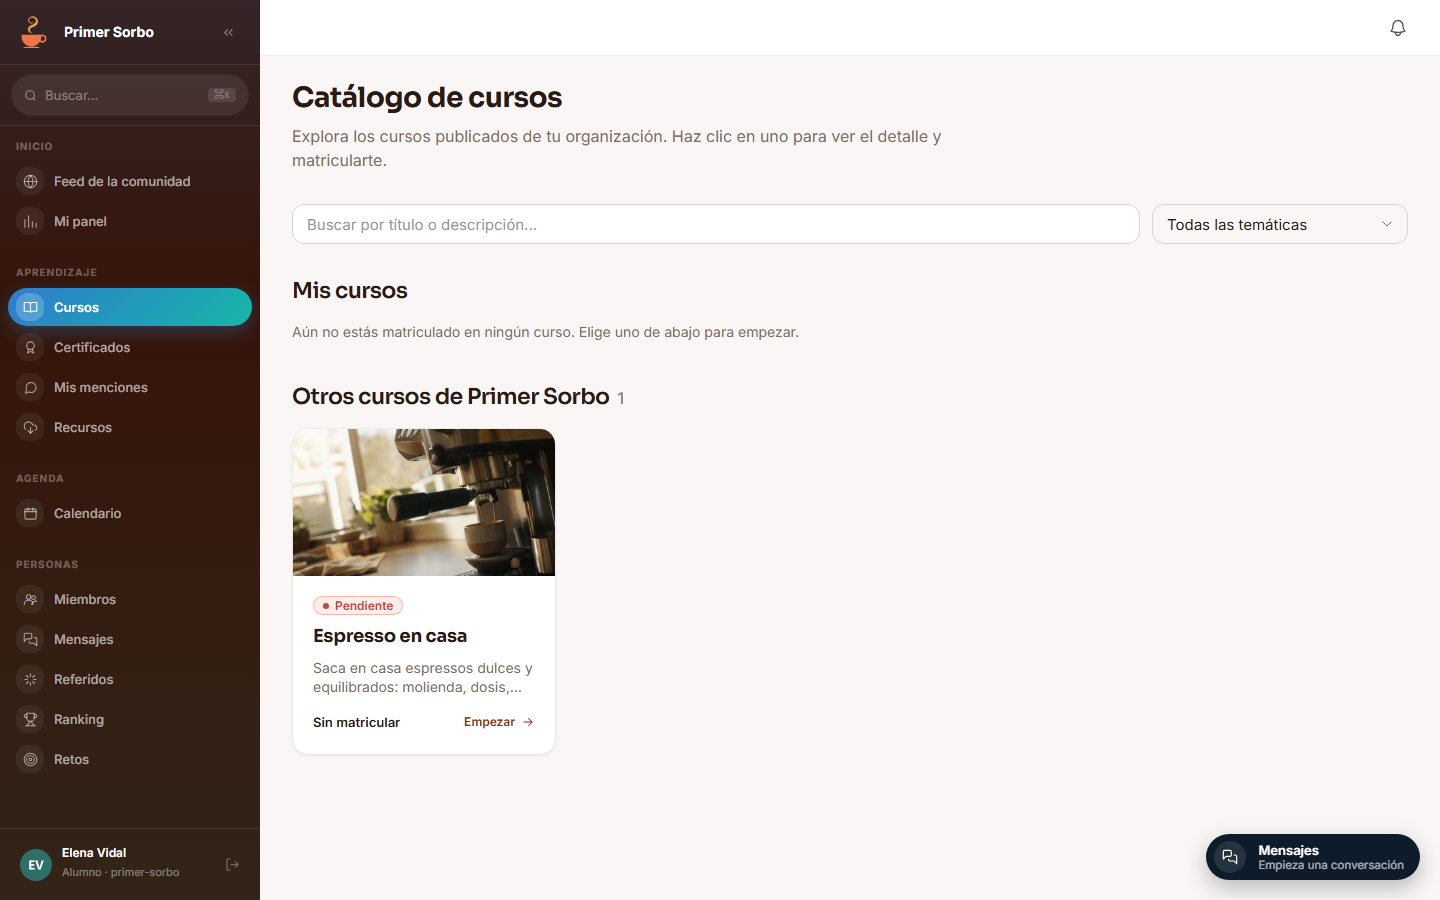 Primer Sorbo
Buscar...
⌘K
INICIO
Feed de la comunidad
Mi panel
APRENDIZAJE
Cursos
Certificados
Mis menciones
Recursos
AGENDA
Calendario
PERSONAS
Miembros
Mensajes
Referidos
Ranking
Retos
EV
Elena Vidal
Alumno · primer-sorbo
Catálogo de cursos
Explora los cursos publicados de tu organización. Haz clic en uno para ver el detalle y
matricularte.
Buscar por título o descripción...
Todas las temáticas
Mis cursos
Aún no estás matriculado en ningún curso. Elige uno de abajo para empezar.
Otros cursos de Primer Sorbo 1
Pendiente
Espresso en casa
Saca en casa espressos dulces y
equilibrados: molienda, dosis,...
Sin matricular
Empezar →
Mensajes
Empieza una conversación